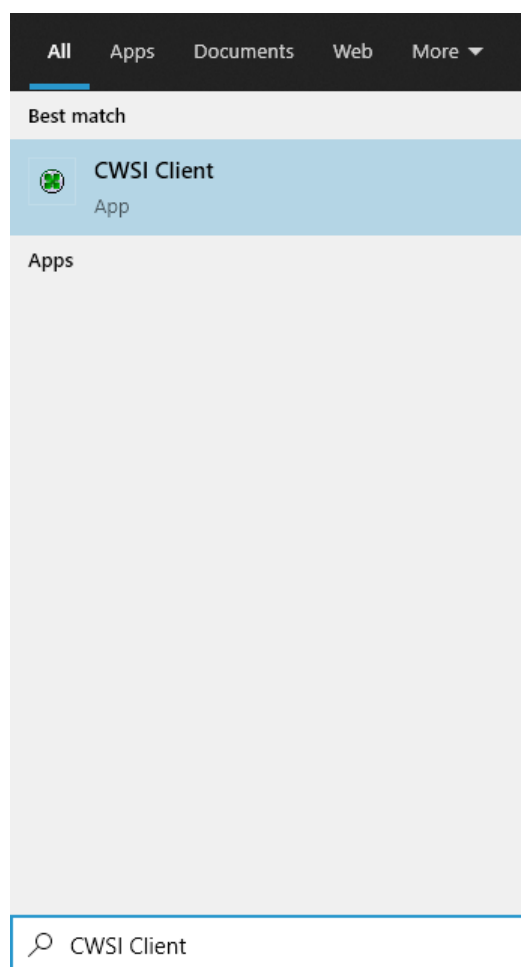 All Apps Documents Web More
Best match
CWSI Client
App
Apps
CWSI Client